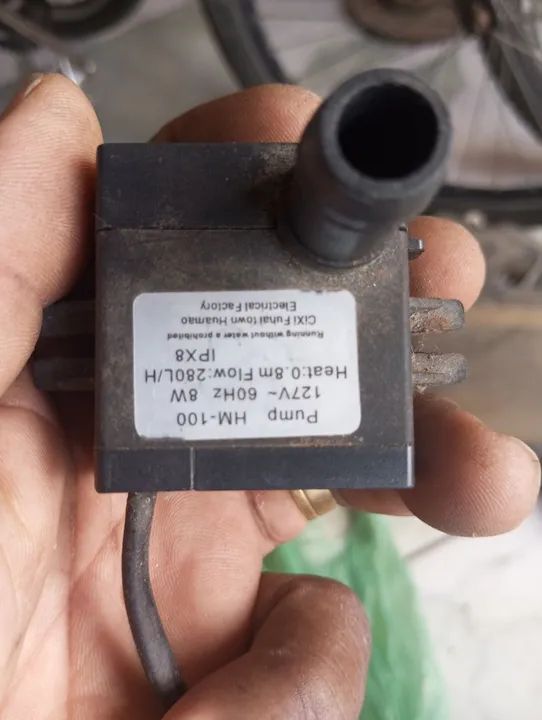 Pump HM-100
127V~ 60Hz 8W
Heat:0.8m Flow:280L/H
IPX8
Running without water a prohibited
CiXi Fuhai town Huamao
Electrical Factory